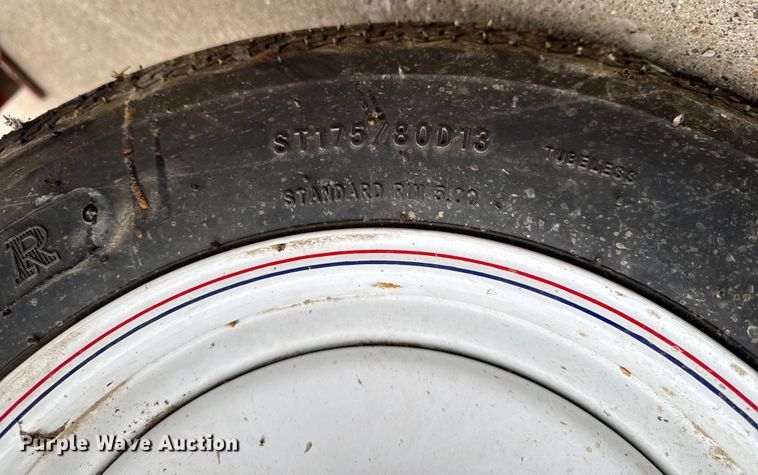 ST175/80D13
TUBELESS
STANDARD RIM 5.00
R
Purple Wave Auction